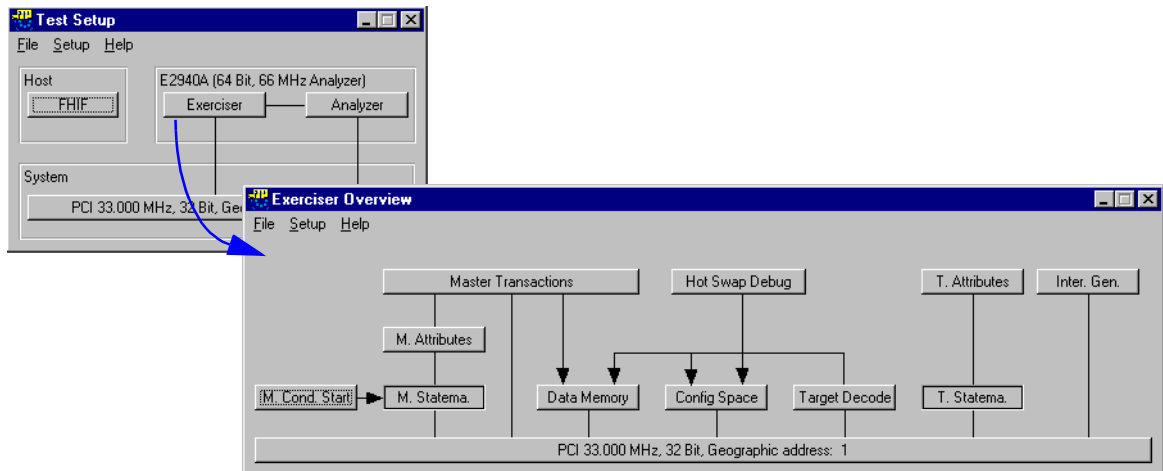 Test Setup
File Setup Help
Host
FHIF
E2940A (64 Bit, 66 MHz Analyzer)
Exerciser
Analyzer
System
PCI 33.000 MHz, 32 Bit, Geo
Exerciser Overview
File Setup Help
Master Transactions
Hot Swap Debug
T. Attributes
Inter. Gen.
M. Attributes
M. Cond. Start
M. Statema.
Data Memory
Config Space
Target Decode
T. Statema.
PCI 33.000 MHz, 32 Bit, Geographic address: 1